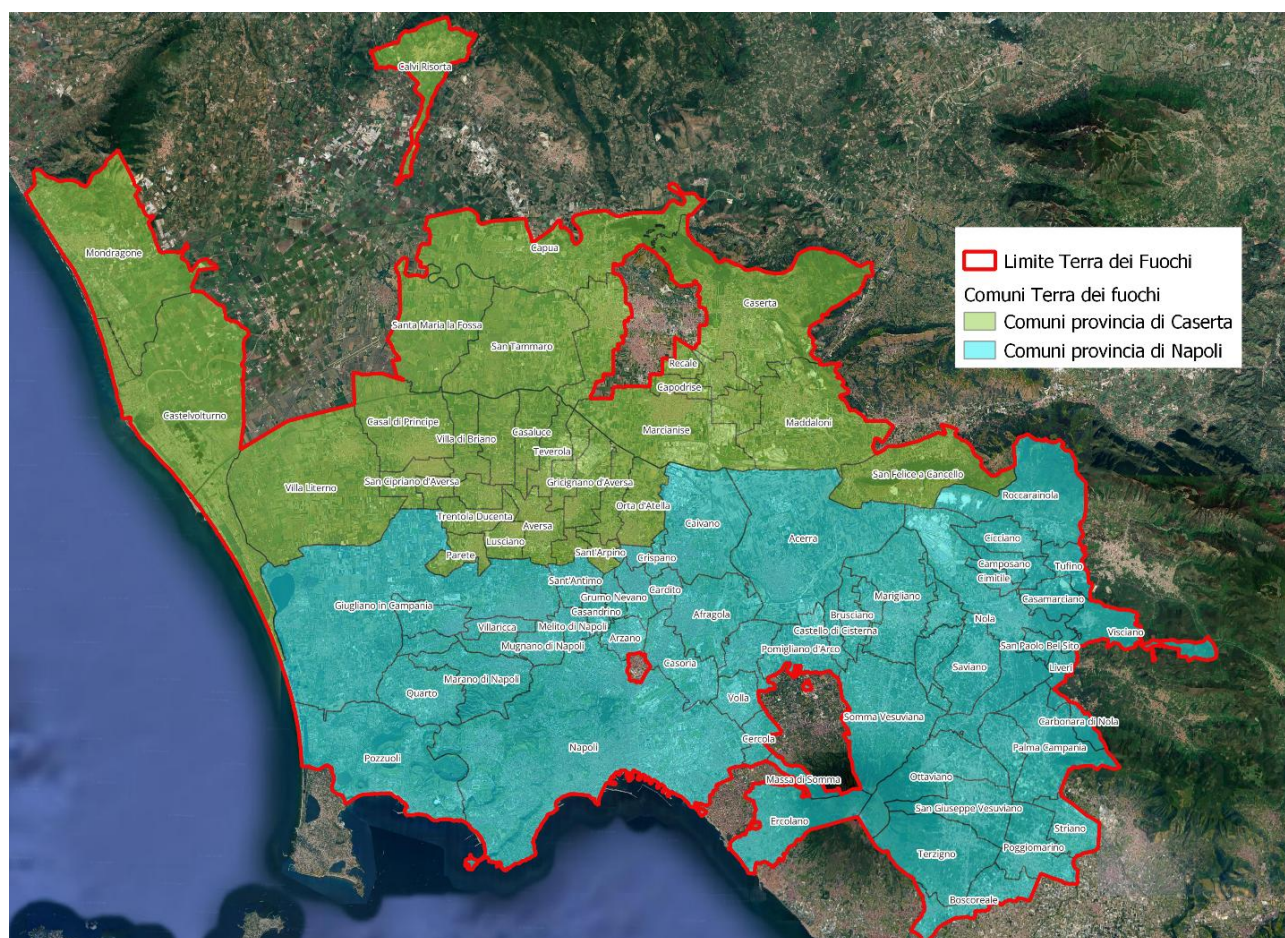 Calvi Risorta
Mondragone
Capua
Caserta
Santa Maria la Fossa
San Tammaro
Recale
Capodrise
Castelvolturno
Casal di Principe
Villa di Briano
Casaluce
Teverola
Marcianise
Maddaloni
Villa Literno
San Cipriano d'Aversa
Gricignano d'Aversa
San Felice a Cancello
Orta d'Atella
Trentola Ducenta
Aversa
Lusciano
Parete
Sant'Arpino
Roccarainola
Caivano
Acerra
Cicciano
Crispano
Camposano
Tufino
Cimitile
Sant'Antimo
Cardito
Grumo Nevano
Marigliano
Casamarciano
Giugliano in Campania
Casandrino
Afragola
Brusciano
Nola
Villaricca
Melito di Napoli
Castello di Cisterna
Visciano
Arzano
Mugnano di Napoli
Pomigliano d'Arco
San Paolo Bel Sito
Casoria
Saviano
Liveri
Marano di Napoli
Quarto
Volla
Somma Vesuviana
Carbonara di Nola
Cercola
Napoli
Palma Campania
Pozzuoli
Massa di Somma
Ottaviano
San Giuseppe Vesuviano
Ercolano
Striano
Poggiomarino
Terzigno
Boscoreale
Limite Terra dei Fuochi
Comuni Terra dei fuochi
Comuni provincia di Caserta
Comuni provincia di Napoli